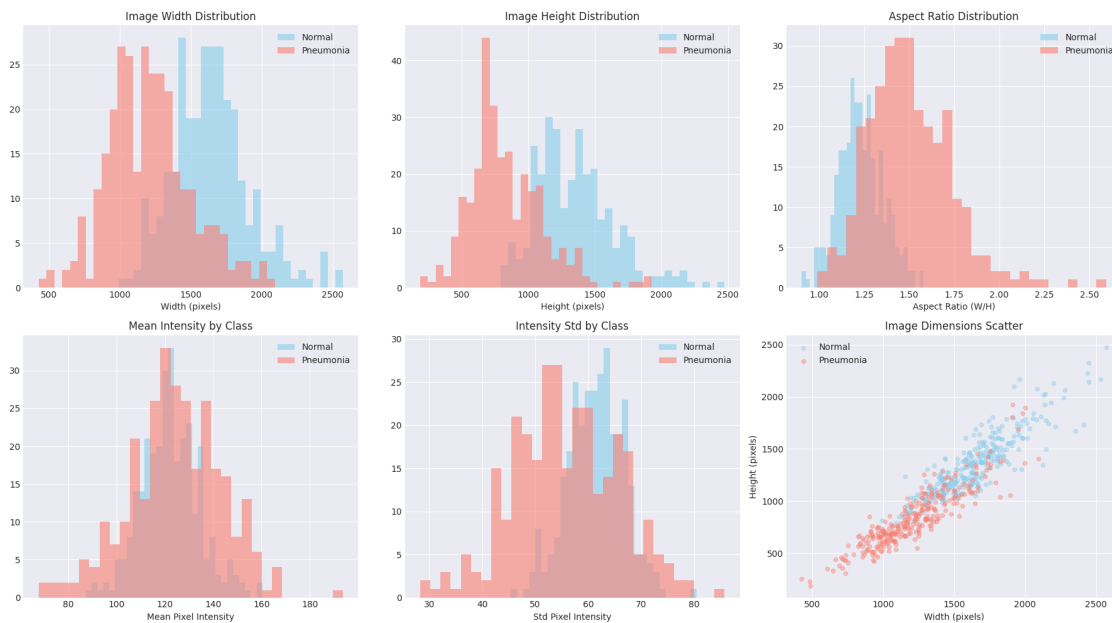 Image Width Distribution
Normal
Pneumonia
0
5
10
15
20
25
500
1000
1500
2000
2500
Width (pixels)
Image Height Distribution
Normal
Pneumonia
0
10
20
30
40
500
1000
1500
2000
2500
Height (pixels)
Aspect Ratio Distribution
Normal
Pneumonia
0
5
10
15
20
25
30
1.00
1.25
1.50
1.75
2.00
2.25
2.50
Aspect Ratio (W/H)
Mean Intensity by Class
Normal
Pneumonia
0
5
10
15
20
25
30
80
100
120
140
160
180
Mean Pixel Intensity
Intensity Std by Class
Normal
Pneumonia
0
5
10
15
20
25
30
30
40
50
60
70
80
Std Pixel Intensity
Image Dimensions Scatter
Normal
Pneumonia
Height (pixels)
500
1000
1500
2000
2500
500
1000
1500
2000
2500
Width (pixels)